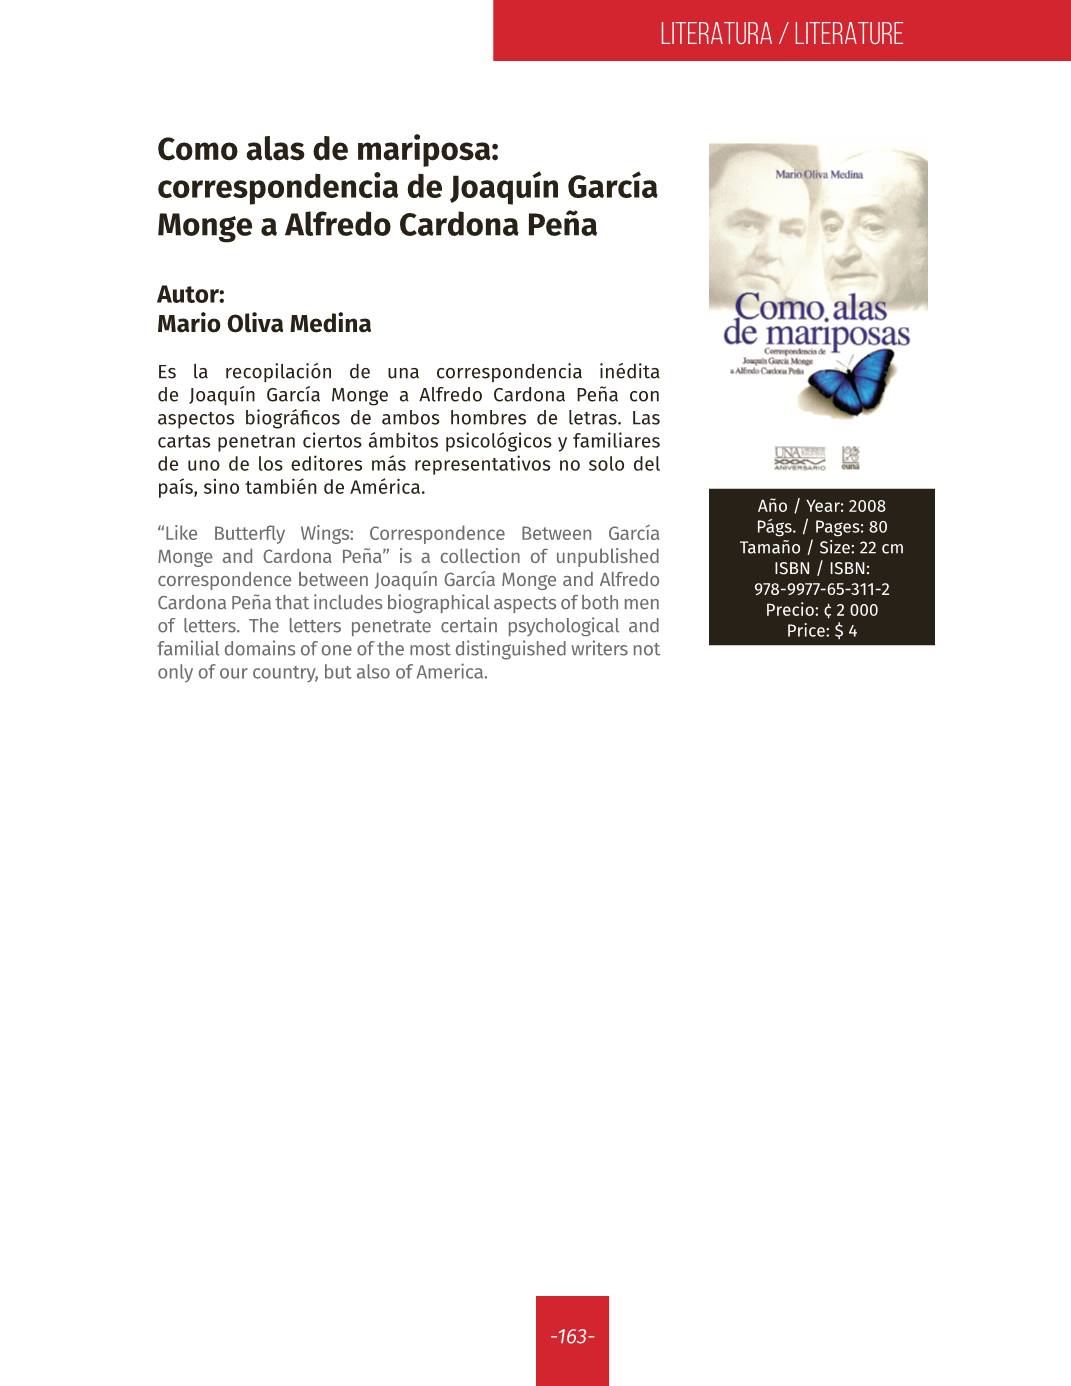 LITERATURA / LITERATURE
Como alas de mariposa:
correspondencia de Joaquín García
Monge a Alfredo Cardona Peña
Autor:
Mario Oliva Medina
Es la recopilación de una correspondencia inédita
de Joaquín García Monge a Alfredo Cardona Peña con
aspectos biográficos de ambos hombres de letras. Las
cartas penetran ciertos ámbitos psicológicos y familiares
de uno de los editores más representativos no solo del
país, sino también de América.
“Like Butterfly Wings: Correspondence Between García
Monge and Cardona Peña” is a collection of unpublished
correspondence between Joaquín García Monge and Alfredo
Cardona Peña that includes biographical aspects of both men
of letters. The letters penetrate certain psychological and
familial domains of one of the most distinguished writers not
only of our country, but also of America.
Mario Oliva Medina
Como alas
de mariposas
Correspondencia de
Joaquín García Monge
a Alfredo Cardona Peña
UNA
XXXV
ANIVERSARIO
euna
Año / Year: 2008
Págs. / Pages: 80
Tamaño / Size: 22 cm
ISBN / ISBN:
978-9977-65-311-2
Precio: ¢ 2 000
Price: $ 4
-163-